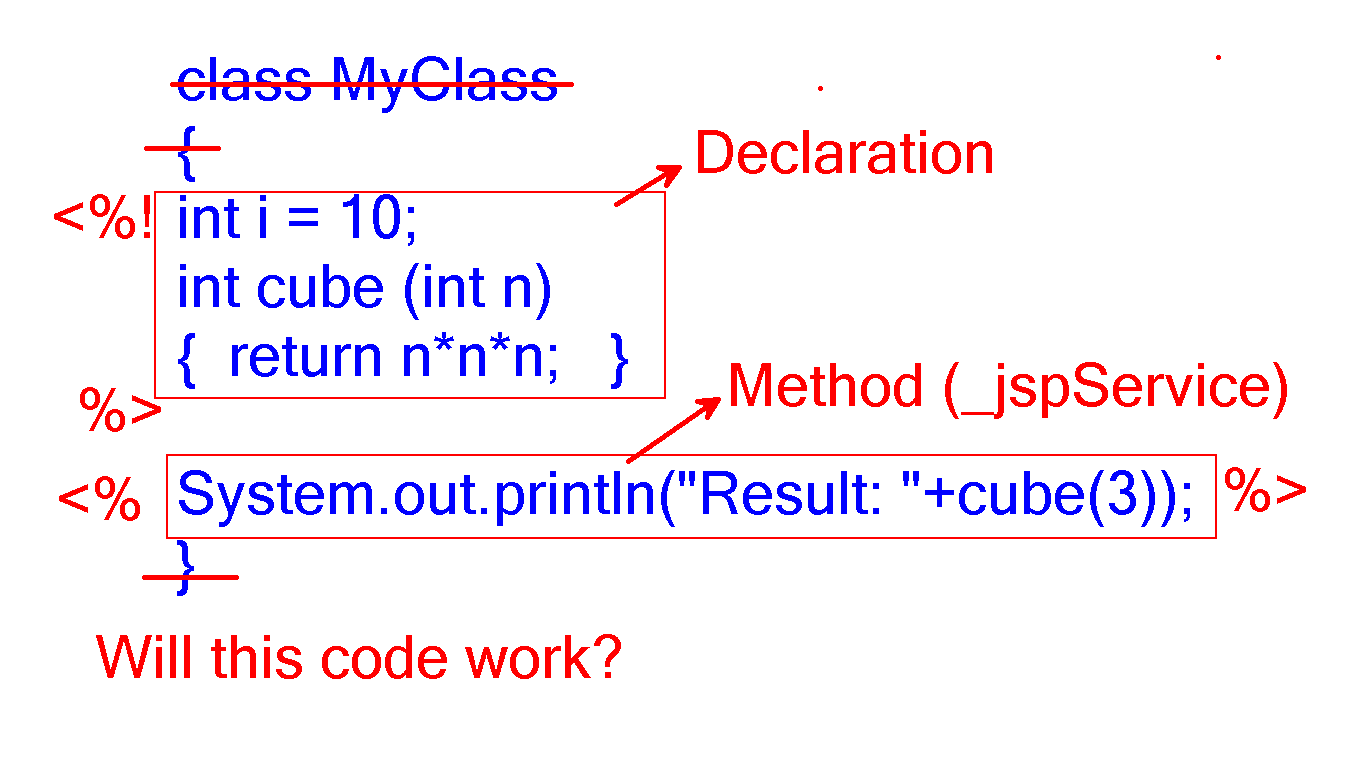 class MyClass
{
Declaration
<%! int i = 10;
int cube (int n)
{ return n*n*n; }
%>
Method (_jspService)
<% System.out.println("Result: "+cube(3)); %>
}
Will this code work?